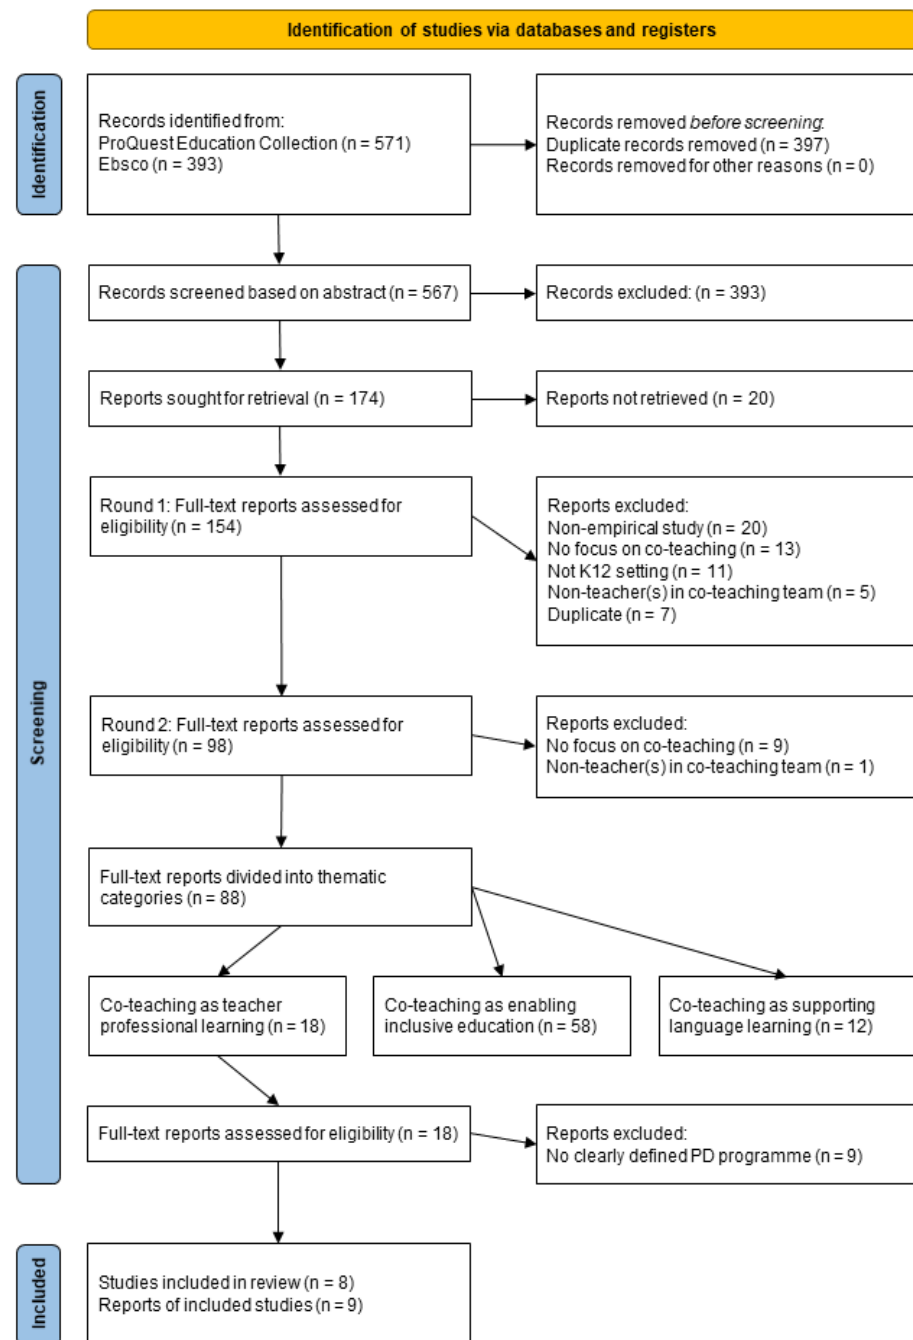 Identification of studies via databases and registers
Identification
Records identified from:
ProQuest Education Collection (n = 571)
Ebsco (n = 393)
Records removed before screening:
Duplicate records removed (n = 397)
Records removed for other reasons (n = 0)
Screening
Records screened based on abstract (n = 567)
Records excluded: (n = 393)
Reports sought for retrieval (n = 174)
Reports not retrieved (n = 20)
Round 1: Full-text reports assessed for
eligibility (n = 154)
Reports excluded:
Non-empirical study (n = 20)
No focus on co-teaching (n = 13)
Not K12 setting (n = 11)
Non-teacher(s) in co-teaching team (n = 5)
Duplicate (n = 7)
Round 2: Full-text reports assessed for
eligibility (n = 98)
Reports excluded:
No focus on co-teaching (n = 9)
Non-teacher(s) in co-teaching team (n = 1)
Full-text reports divided into thematic
categories (n = 88)
Co-teaching as teacher
professional learning (n = 18)
Co-teaching as enabling
inclusive education (n = 58)
Co-teaching as supporting
language learning (n = 12)
Full-text reports assessed for eligibility (n = 18)
Reports excluded:
No clearly defined PD programme (n = 9)
Included
Studies included in review (n = 8)
Reports of included studies (n = 9)